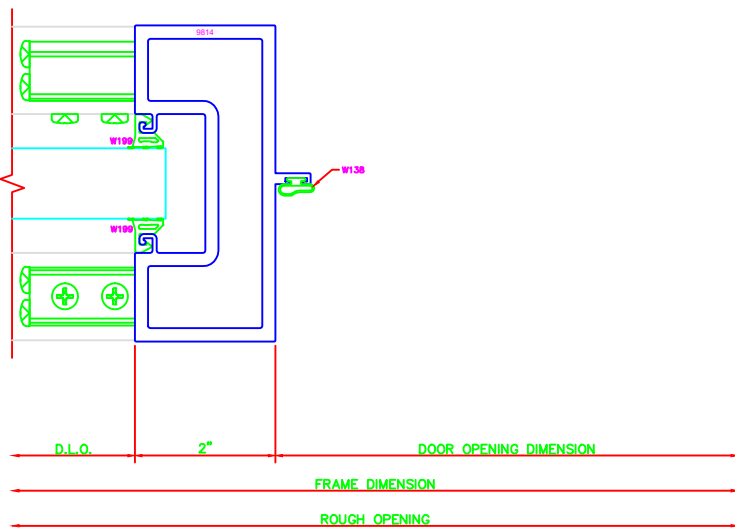 9814
W199
W138
W199
D.L.O. 2" DOOR OPENING DIMENSION
FRAME DIMENSION
ROUGH OPENING